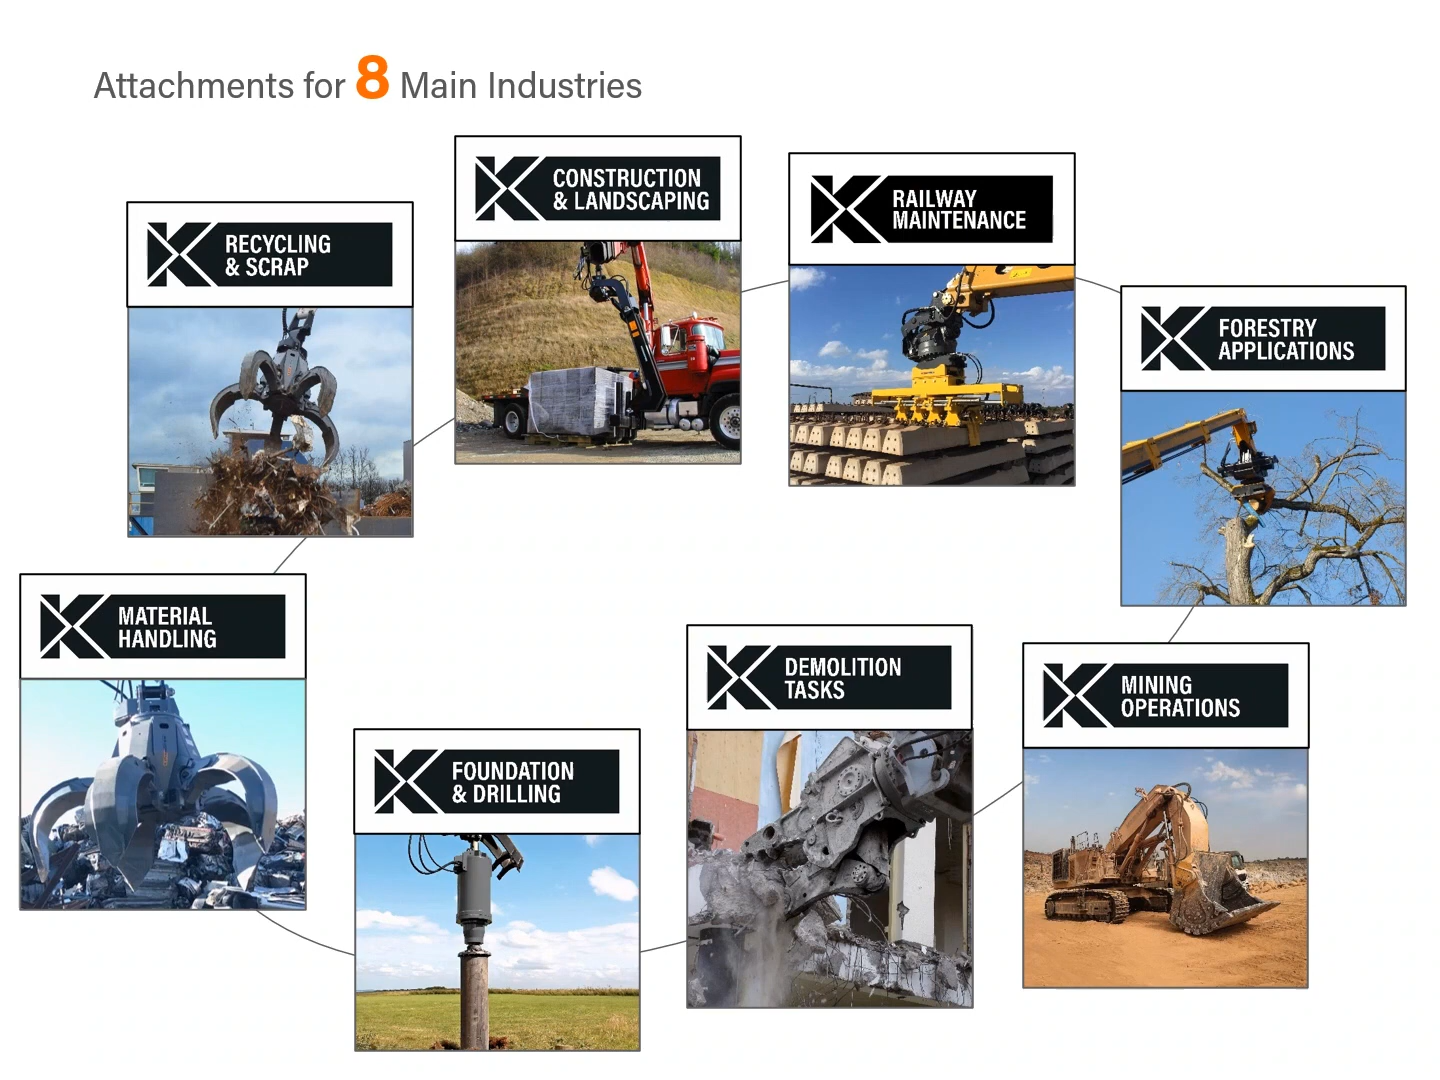 Attachments for 8 Main Industries
CONSTRUCTION
& LANDSCAPING
RAILWAY
MAINTENANCE
RECYCLING
& SCRAP
FORESTRY
APPLICATIONS
MATERIAL
HANDLING
DEMOLITION
TASKS
MINING
OPERATIONS
FOUNDATION
& DRILLING